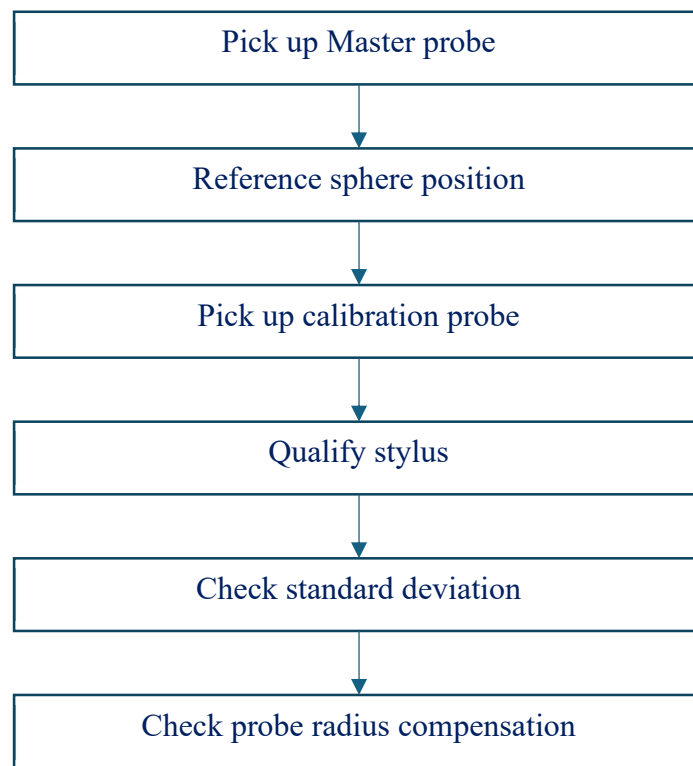 Pick up Master probe
Reference sphere position
Pick up calibration probe
Qualify stylus
Check standard deviation
Check probe radius compensation